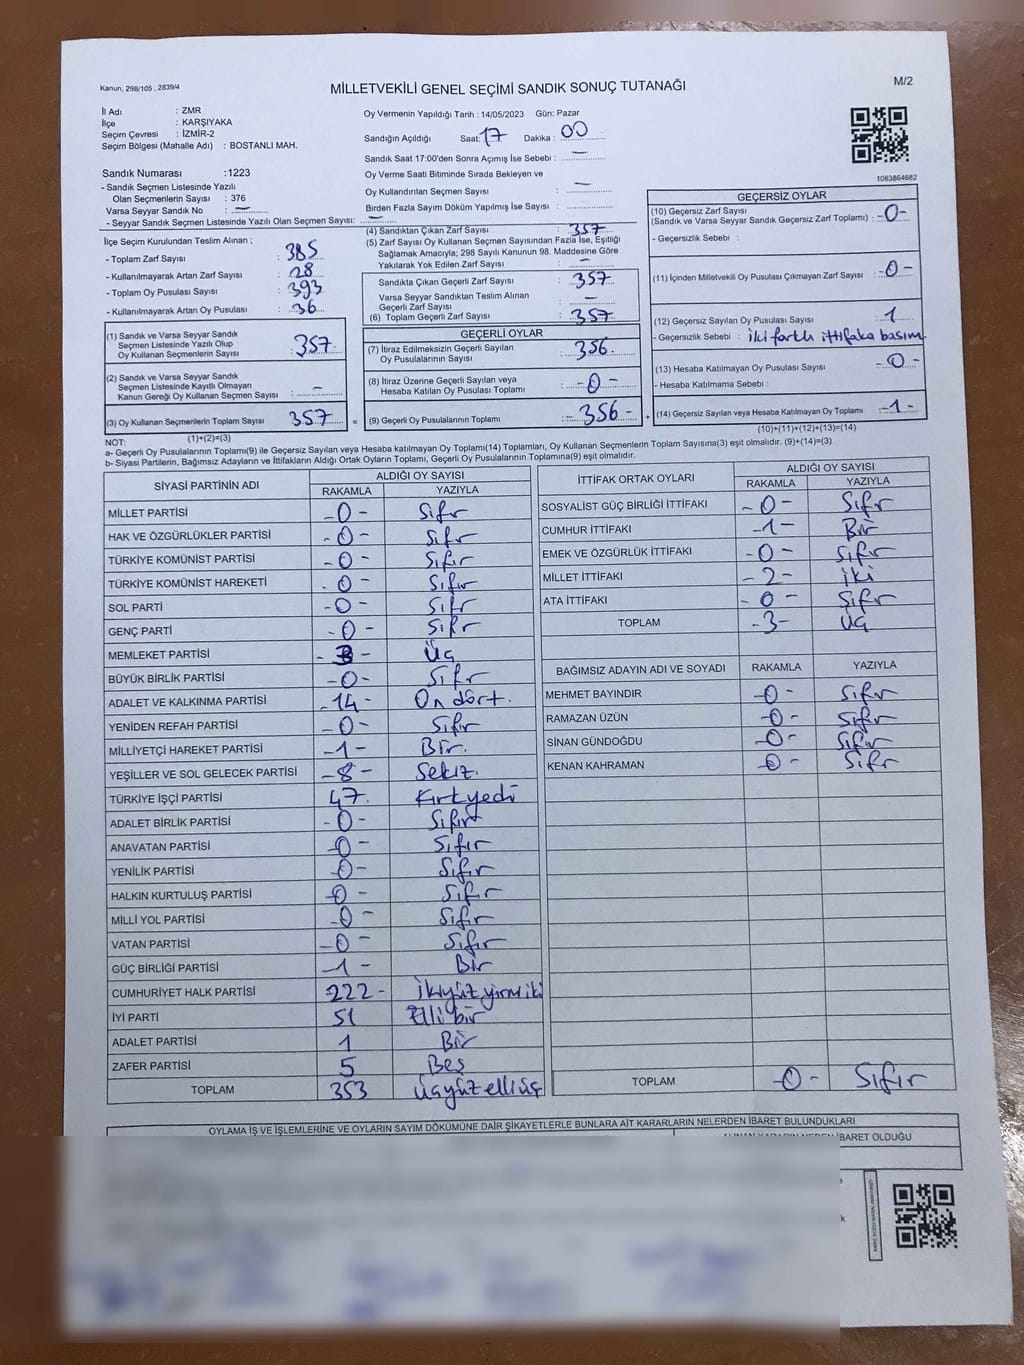 Kanun, 298/105 , 2839/4
MİLLETVEKİLİ GENEL SEÇİMİ SANDIK SONUÇ TUTANAĞI
M/2
İl Adı : ZMR
İlçe : KARŞIYAKA
Seçim Çevresi : İZMİR-2
Seçim Bölgesi (Mahalle Adı) : BOSTANLI MAH.
Oy Vermenin Yapıldığı Tarih : 14/05/2023 Gün: Pazar
Sandığın Açıldığı Saat: 17 Dakika : 00
Sandık Saat 17:00'den Sonra Açımış İse Sebebi : —
Oy Verme Saati Bitiminde Sırada Bekleyen ve
Oy Kullandırılan Seçmen Sayısı : —
Birden Fazla Sayım Döküm Yapılmış İse Sayısı : —
1083864682
Sandık Numarası :1223
- Sandık Seçmen Listesinde Yazılı
Olan Seçmenlerin Sayısı : 376
Varsa Seyyar Sandık No : —
- Seyyar Sandık Seçmen Listesinde Yazılı Olan Seçmen Sayısı: —
İlçe Seçim Kurulundan Teslim Alınan ;
- Toplam Zarf Sayısı : 385
- Kullanılmayarak Artan Zarf Sayısı : 28
- Toplam Oy Pusulası Sayısı : 393
- Kullanılmayarak Artan Oy Pusulası : 36
(1) Sandık ve Varsa Seyyar Sandık
Seçmen Listesinde Yazılı Olup
Oy Kullanan Seçmenlerin Sayısı : 357
(2) Sandık ve Varsa Seyyar Sandık
Seçmen Listesinde Kayıtlı Olmayan
Kanun Gereği Oy Kullanan Seçmen Sayısı : —
(3) Oy Kullanan Seçmenlerin Toplam Sayısı : 357 =
(1)+(2)=(3)
(4) Sandıktan Çıkan Zarf Sayısı : 357
(5) Zarf Sayısı Oy Kullanan Seçmen Sayısından Fazla İse, Eşitliği
Sağlamak Amacıyla; 298 Sayılı Kanunun 98. Maddesine Göre
Yakılarak Yok Edilen Zarf Sayısı : —
Sandıkta Çıkan Geçerli Zarf Sayısı : 357
Varsa Seyyar Sandıktan Teslim Alınan
Geçerli Zarf Sayısı : —
(6) Toplam Geçerli Zarf Sayısı : 357
GEÇERLİ OYLAR
(7) İtiraz Edilmeksizin Geçerli Sayılan
Oy Pusulalarının Sayısı : 356
(8) İtiraz Üzerine Geçerli Sayılan veya
Hesaba Katılan Oy Pusulası Sayısı : -0-
(9) Geçerli Oy Pusulalarının Toplamı : -356- +
GEÇERSİZ OYLAR
(10) Geçersiz Zarf Sayısı
(Sandık ve Varsa Seyyar Sandık Geçersiz Zarf Toplamı) : -0-
- Geçersizlik Sebebi :
(11) İçinden Milletvekili Oy Pusulası Çıkmayan Zarf Sayısı : -0-
(12) Geçersiz Sayılan Oy Pusulası Sayısı : 1
- Geçersizlik Sebebi : iki farklı ittifaka basım
(13) Hesaba Katılmayan Oy Pusulası Sayısı : -0-
- Hesaba Katılmama Sebebi :
(14) Geçersiz Sayılan veya Hesaba Katılmayan Oy Toplamı : -1-
(10)+(11)+(12)+(13)=(14)
NOT:
a- Geçerli Oy Pusulalarının Toplamı(9) ile Geçersiz Sayılan veya Hesaba katılmayan Oy Toplamı(14) Toplamları, Oy Kullanan Seçmenlerin Toplam Sayısına(3) eşit olmalıdır. (9)+(14)=(3)
b- Siyasi Partilerin, Bağımsız Adayların ve İttifakların Aldığı Ortak Oyların Toplamı, Geçerli Oy Pusulalarının Toplamına(9) eşit olmalıdır.
SİYASİ PARTİNİN ADI ALDIĞI OY SAYISI
RAKAMLA YAZIYLA
MİLLET PARTİSİ -0- Sıfır
HAK VE ÖZGÜRLÜKLER PARTİSİ -0- Sıfır
TÜRKİYE KOMÜNİST PARTİSİ -0- Sıfır
TÜRKİYE KOMÜNİST HAREKETİ -0- Sıfır
SOL PARTİ -0- Sıfır
GENÇ PARTİ -0- Sıfır
MEMLEKET PARTİSİ -3- Üç
BÜYÜK BİRLİK PARTİSİ -0- Sıfır
ADALET VE KALKINMA PARTİSİ -14- On dört.
YENİDEN REFAH PARTİSİ -0- Sıfır
MİLLİYETÇİ HAREKET PARTİSİ -1- Bir.
YEŞİLLER VE SOL GELECEK PARTİSİ -8- Sekiz.
TÜRKİYE İŞÇİ PARTİSİ 47. Kırkyedi
ADALET BİRLİK PARTİSİ -0- Sıfır
ANAVATAN PARTİSİ -0- Sıfır
YENİLİK PARTİSİ -0- Sıfır
HALKIN KURTULUŞ PARTİSİ -0- Sıfır
MİLLİ YOL PARTİSİ -0- Sıfır
VATAN PARTİSİ -0- Sıfır
GÜÇ BİRLİĞİ PARTİSİ -1- Bir
CUMHURİYET HALK PARTİSİ 222- İkiyüzyirmiiki
İYİ PARTİ 51 Elli bir
ADALET PARTİSİ 1 Bir
ZAFER PARTİSİ 5 Beş
TOPLAM 353 Üçyüzelliüç
İTTİFAK ORTAK OYLARI ALDIĞI OY SAYISI
RAKAMLA YAZIYLA
SOSYALİST GÜÇ BİRLİĞİ İTTİFAKI -0- Sıfır
CUMHUR İTTİFAKI -1- Bir
EMEK VE ÖZGÜRLÜK İTTİFAKI -0- Sıfır
MİLLET İTTİFAKI -2- İki
ATA İTTİFAKI -0- Sıfır
TOPLAM -3- Üç
BAĞIMSIZ ADAYIN ADI VE SOYADI RAKAMLA YAZIYLA
MEHMET BAYINDIR -0- Sıfır
RAMAZAN ÜZÜN -0- Sıfır
SİNAN GÜNDOĞDU -0- Sıfır
KENAN KAHRAMAN -0- Sıfır
TOPLAM -0- Sıfır
OYLAMA İŞ VE İŞLEMLERİNE VE OYLARIN SAYIM DÖKÜMÜNE DAİR ŞİKAYETLERLE BUNLARA AİT KARARLARIN NELERDEN İBARET BULUNDUKLARI
İBARET OLDUĞU